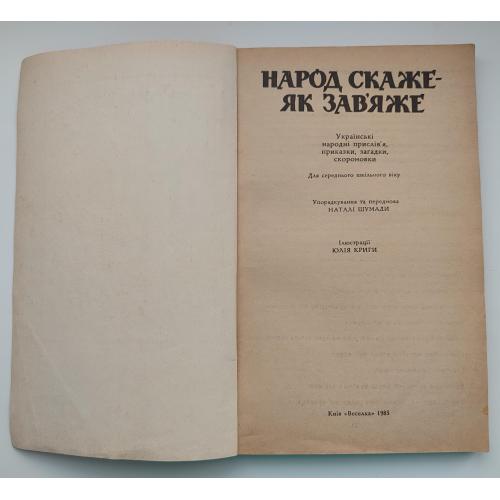 НАРОД СКАЖЕ-
ЯК ЗАВ'ЯЖЕ
Українські
народні прислів'я,
приказки, загадки,
скоромовки
Для середнього шкільного віку
Упорядкування та передмова
НАТАЛІ ШУМАДИ
Ілюстрації
ЮЛІЯ КРИГИ
Київ «Веселка» 1985